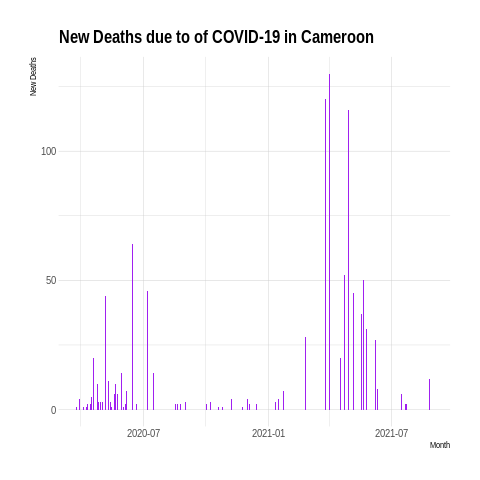 New Deaths due to of COVID-19 in Cameroon
New Deaths
100
50
0
2020-07
2021-01
2021-07
Month